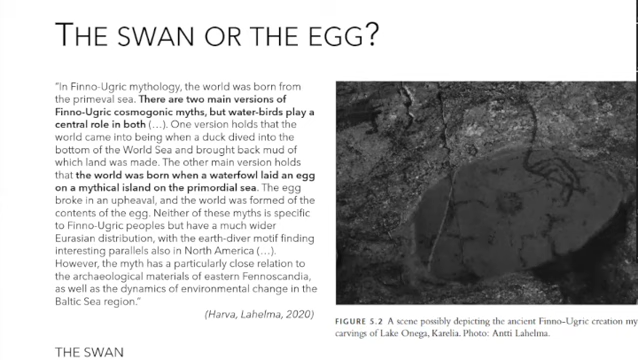 THE SWAN OR THE EGG?
"In Finno-Ugric mythology, the world was born from
the primeval sea. There are two main versions of
Finno-Ugric cosmogonic myths, but water-birds play a
central role in both (...). One version holds that the
world came into being when a duck dived into the
bottom of the World Sea and brought back mud of
which land was made. The other main version holds
that the world was born when a waterfowl laid an egg
on a mythical island on the primordial sea. The egg
broke in an upheaval, and the world was formed of the
contents of the egg. Neither of these myths is specific
to Finno-Ugric peoples but have a much wider
Eurasian distribution, with the earth-diver motif finding
interesting parallels also in North America (...).
However, the myth has a particularly close relation to
the archaeological materials of eastern Fennoscandia,
as well as the dynamics of environmental change in the
Baltic Sea region."
(Harva, Lahelma, 2020)
THE SWAN
FIGURE 5.2 A scene possibly depicting the ancient Finno-Ugric creation my
carvings of Lake Onega, Karelia. Photo: Antti Lahelma.